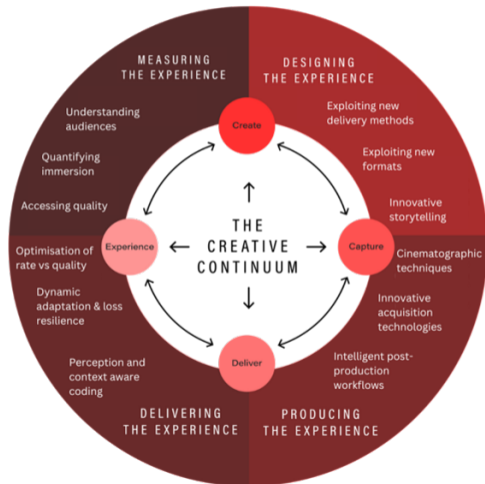 MEASURING
THE EXPERIENCE
Understanding
audiences
Quantifying
immersion
Accessing quality
DESIGNING
THE EXPERIENCE
Exploiting new
delivery methods
Exploiting new
formats
Innovative
storytelling
Create
Experience
THE
CREATIVE
CONTINUUM
Capture
Deliver
Optimisation of
rate vs quality
Dynamic
adaptation & loss
resilience
Perception and
context aware
coding
DELIVERING
THE EXPERIENCE
Cinematographic
techniques
Innovative
acquisition
technologies
Intelligent post-
production
workflows
PRODUCING
THE EXPERIENCE